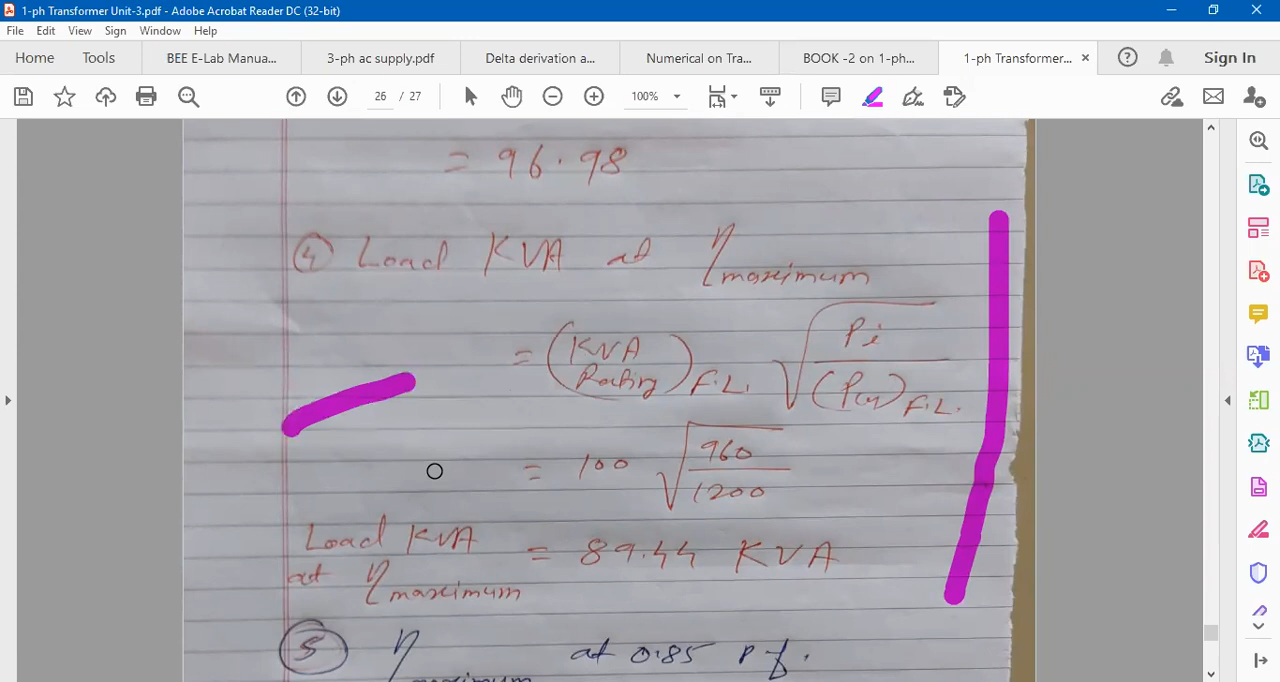 1-ph Transformer Unit-3.pdf - Adobe Acrobat Reader DC (32-bit)
File Edit View Sign Window Help
Home Tools BEE E-Lab Manua... 3-ph ac supply.pdf Delta derivation a... Numerical on Tra... BOOK -2 on 1-ph... 1-ph Transformer... × Sign In
26 / 27 100%
= 96.98
④ Load KVA at η maximum
= (KVA Rating) F.L. √ Pi / (Pcu) F.L.
= 100 √ 960 / 1200
Load KVA at η maximum = 89.44 KVA
⑤ η maximum at 0.85 P.f.